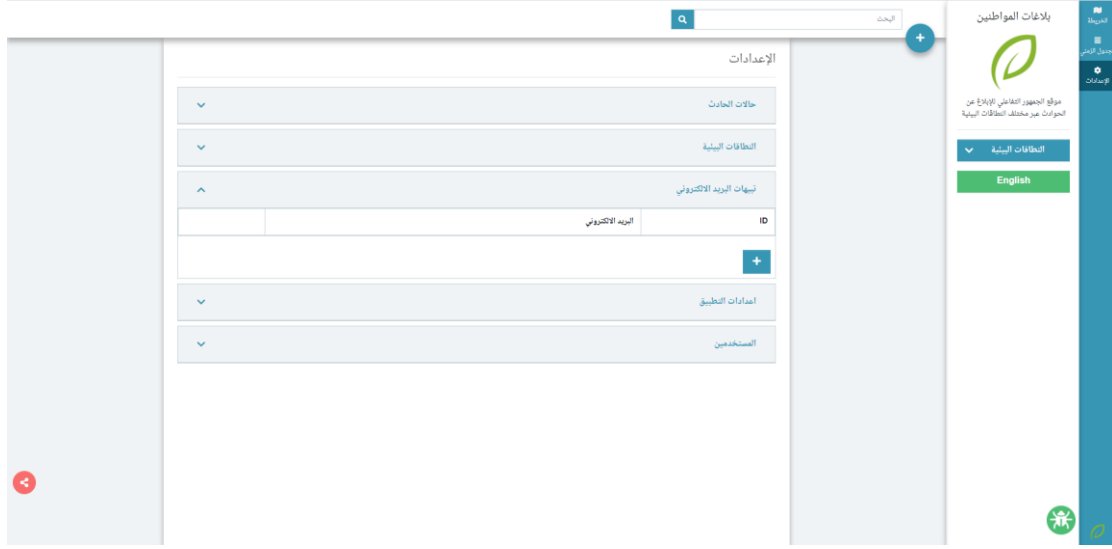 الخريطة
جدول الزمني
الإعدادات
بلاغات المواطنين
موقع الجمهور التفاعلي للإبلاغ عن
الحوادث عبر مختلف النطاقات البيئية
النطاقات البيئية
English
البحث
الإعدادات
حالات الحادث
النطاقات البيئية
نبيهات البريد الالكتروني
ID
البريد الالكتروني
اعدادات التطبيق
المستخدمين